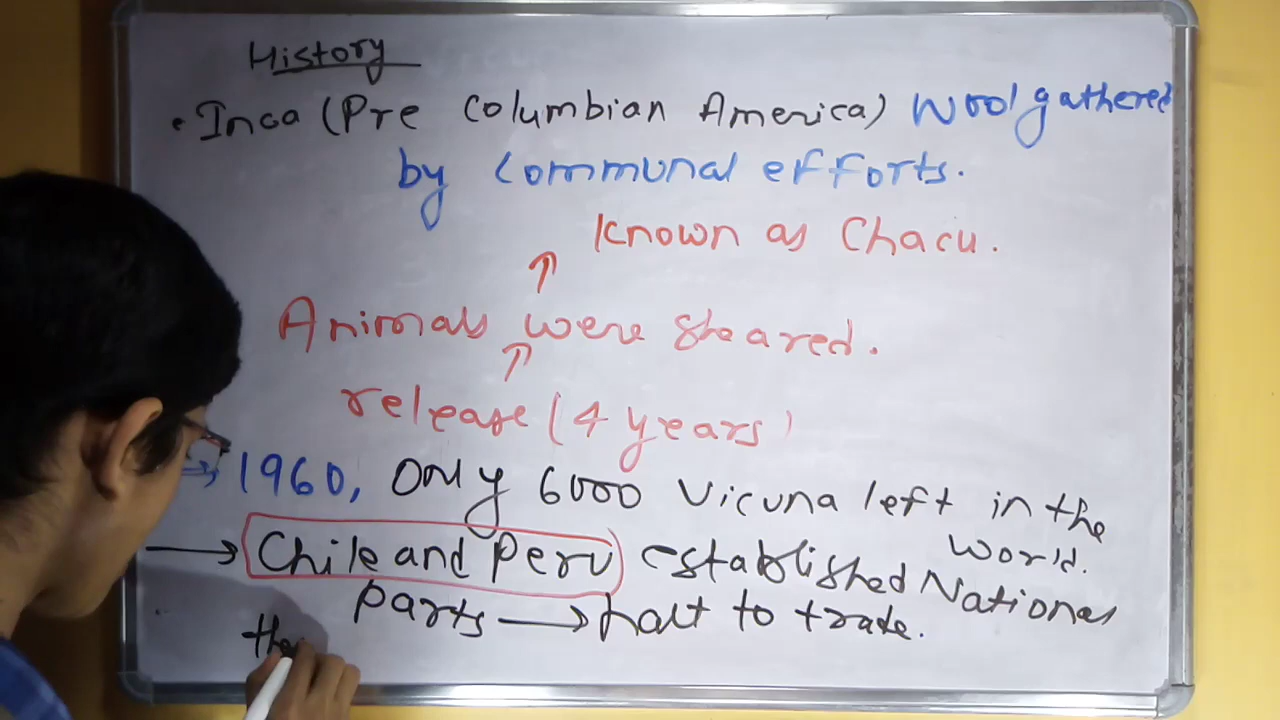 History
• Inca (Pre Columbian America) Wool gathered
by communal efforts.
known as Chacu.
↑
Animals were sheared.
↑
release (4 years)
→ 1960, Only 6000 Vicuna left in the
world.
→ Chile and Peru established National
Parts → halt to trade.